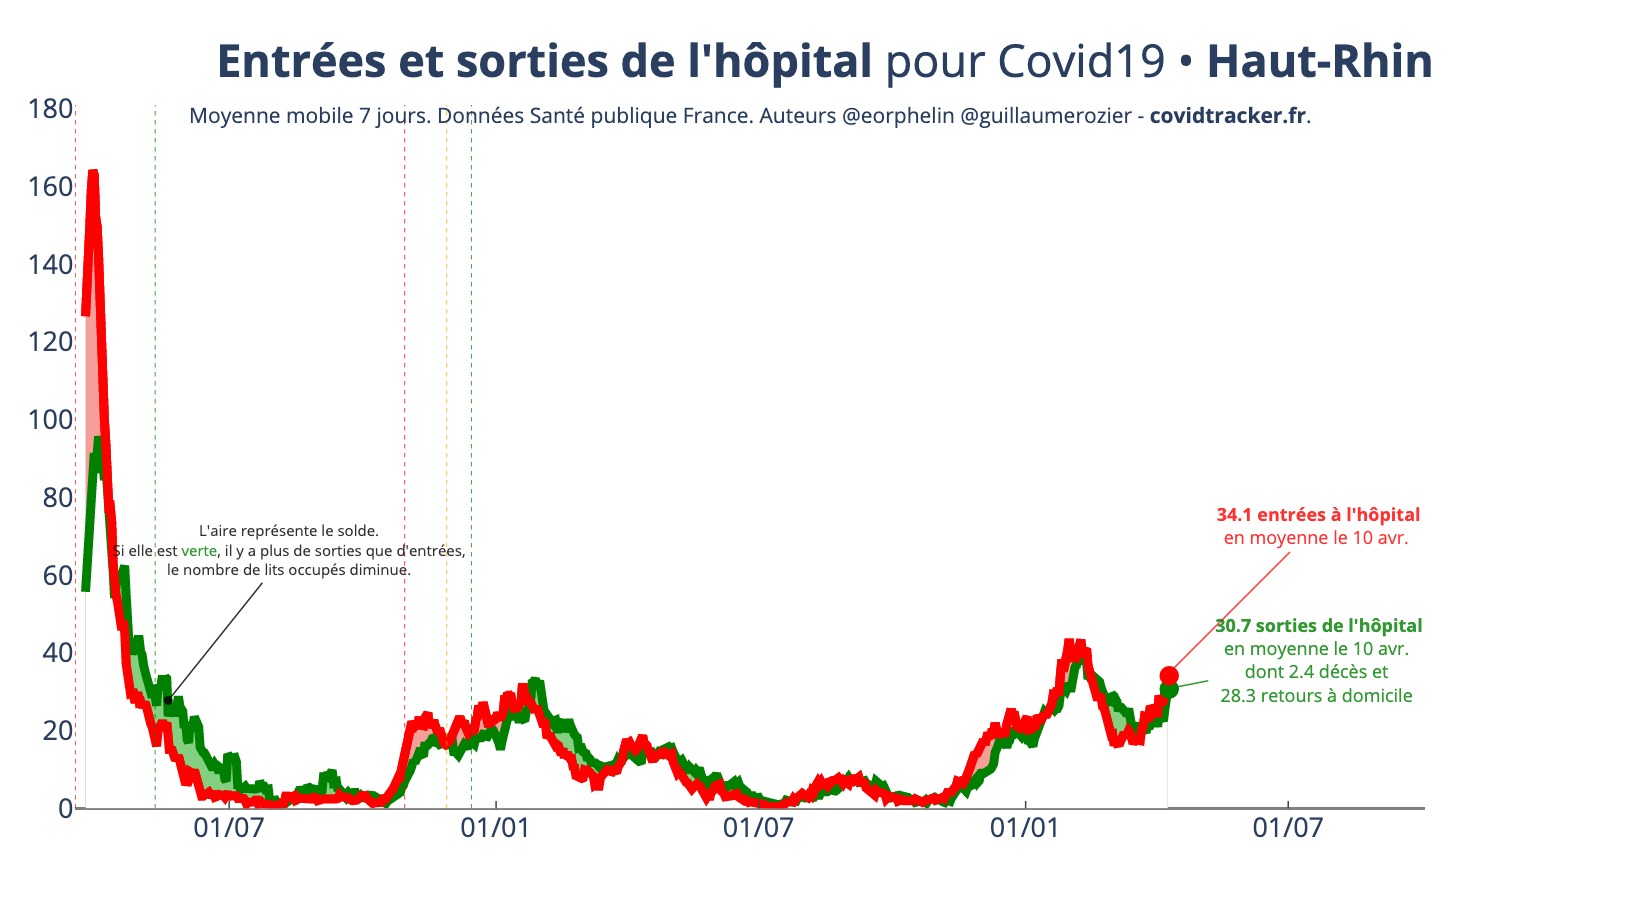 Entrées et sorties de l'hôpital pour Covid19 • Haut-Rhin
Moyenne mobile 7 jours. Données Santé publique France. Auteurs @eorphelin @guillaumerozier - covidtracker.fr.
180
160
140
120
100
80
60
40
20
0
L'aire représente le solde.
Si elle est verte, il y a plus de sorties que d'entrées,
le nombre de lits occupés diminue.
34.1 entrées à l'hôpital
en moyenne le 10 avr.
30.7 sorties de l'hôpital
en moyenne le 10 avr.
dont 2.4 décès et
28.3 retours à domicile
01/07
01/01
01/07
01/01
01/07